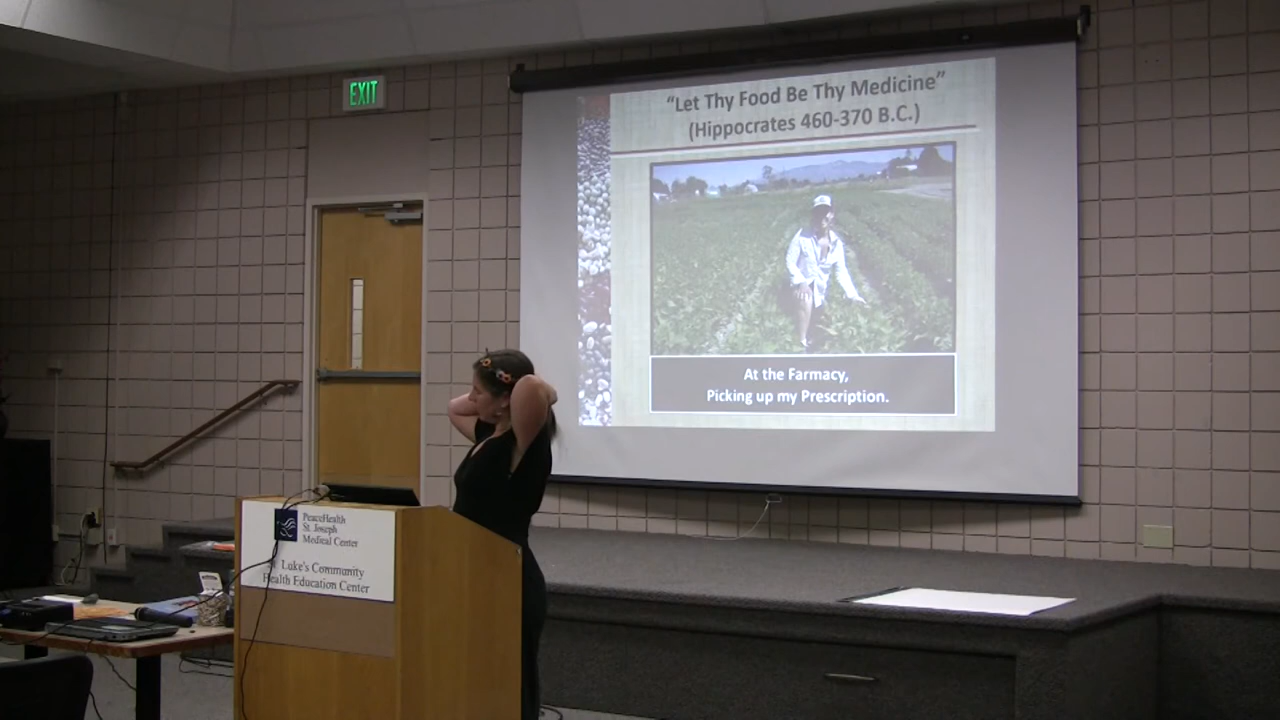 EXIT
"Let Thy Food Be Thy Medicine"
(Hippocrates 460-370 B.C.)
At the Farmacy,
Picking up my Prescription.
PeaceHealth
St. Joseph
Medical Center
Luke's Community
Health Education Center